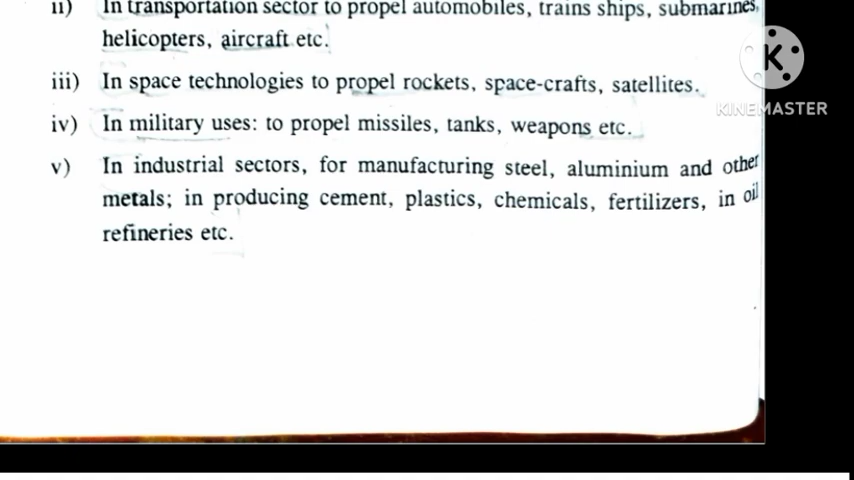 ii) In transportation sector to propel automobiles, trains ships, submarines,
helicopters, aircraft etc.
iii) In space technologies to propel rockets, space-crafts, satellites.
iv) In military uses: to propel missiles, tanks, weapons etc.
v) In industrial sectors, for manufacturing steel, aluminium and other
metals; in producing cement, plastics, chemicals, fertilizers, in oil
refineries etc.
K
KINEMASTER